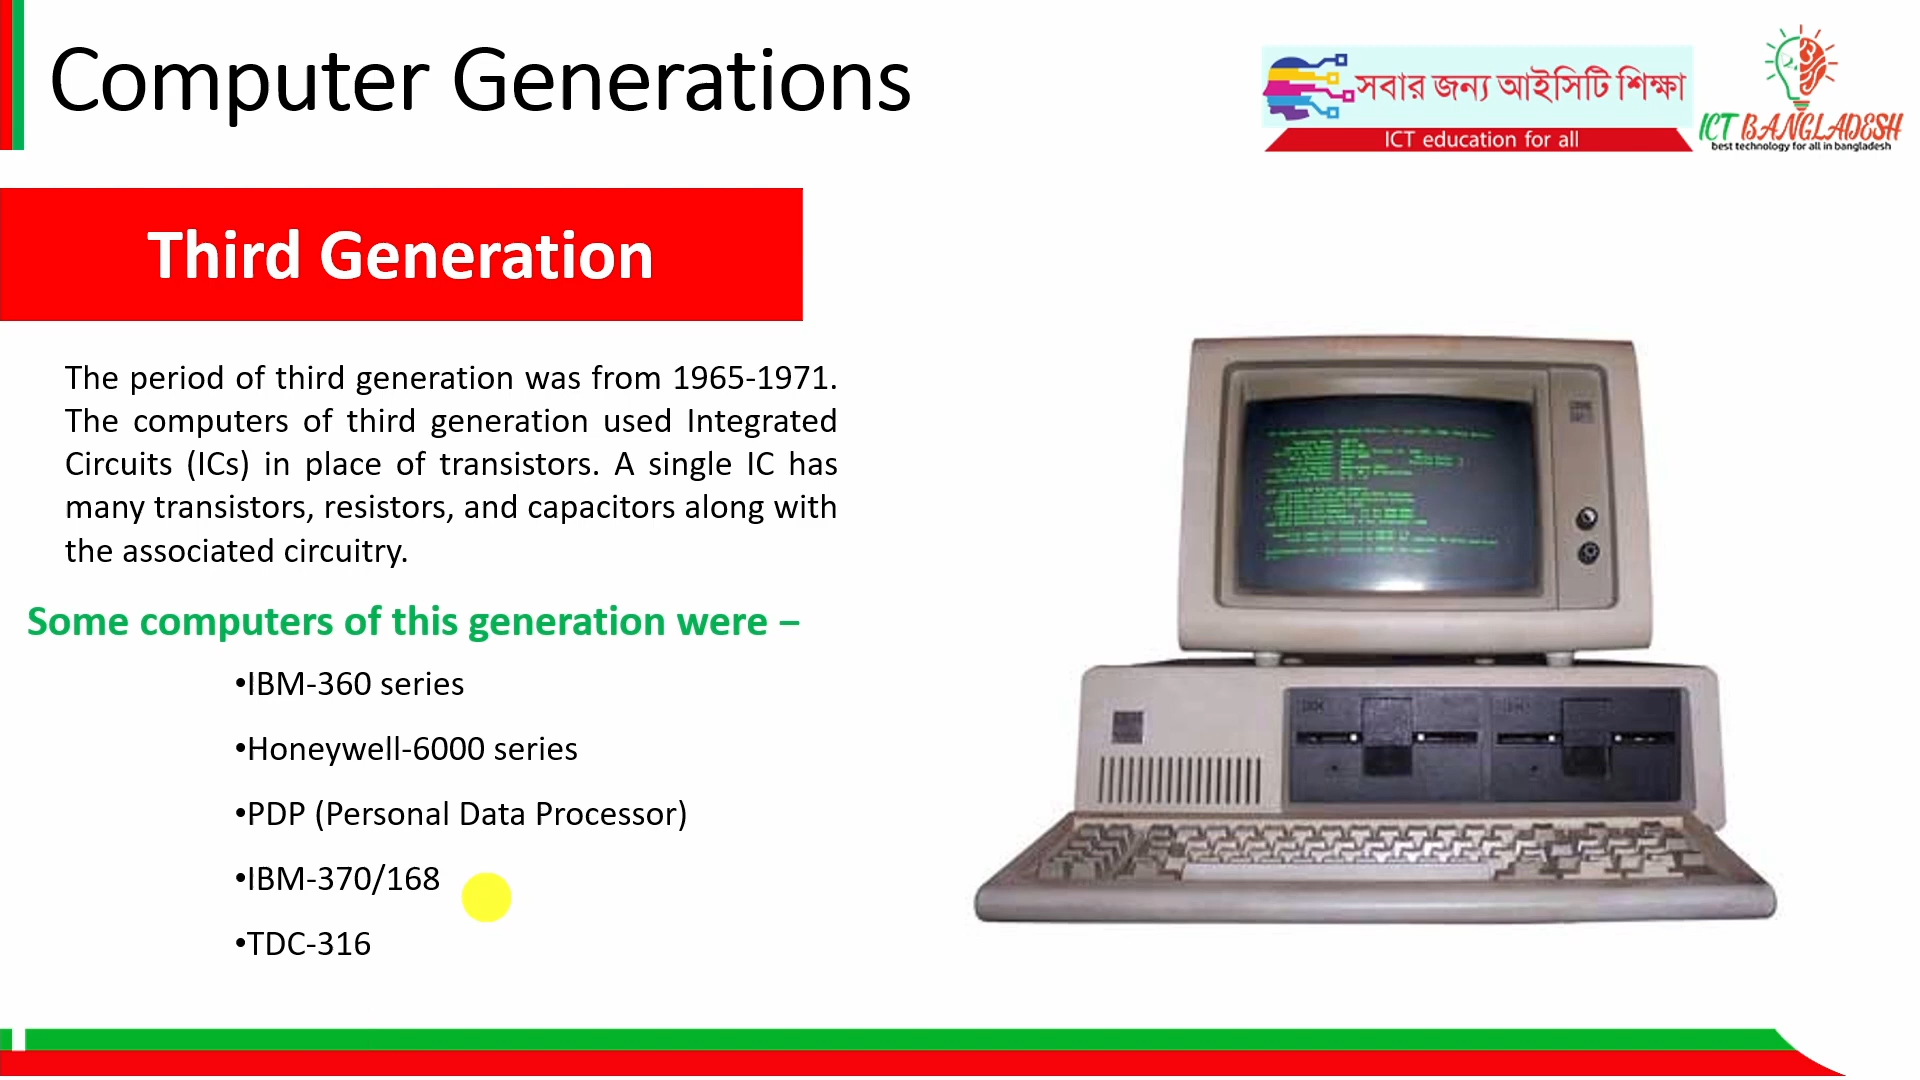 Computer Generations
সবার জন্য আইসিটি শিক্ষা
ICT education for all
ICT BANGLADESH
best technology for all in bangladesh
Third Generation
The period of third generation was from 1965-1971.
The computers of third generation used Integrated
Circuits (ICs) in place of transistors. A single IC has
many transistors, resistors, and capacitors along with
the associated circuitry.
Some computers of this generation were –
•IBM-360 series
•Honeywell-6000 series
•PDP (Personal Data Processor)
•IBM-370/168
•TDC-316